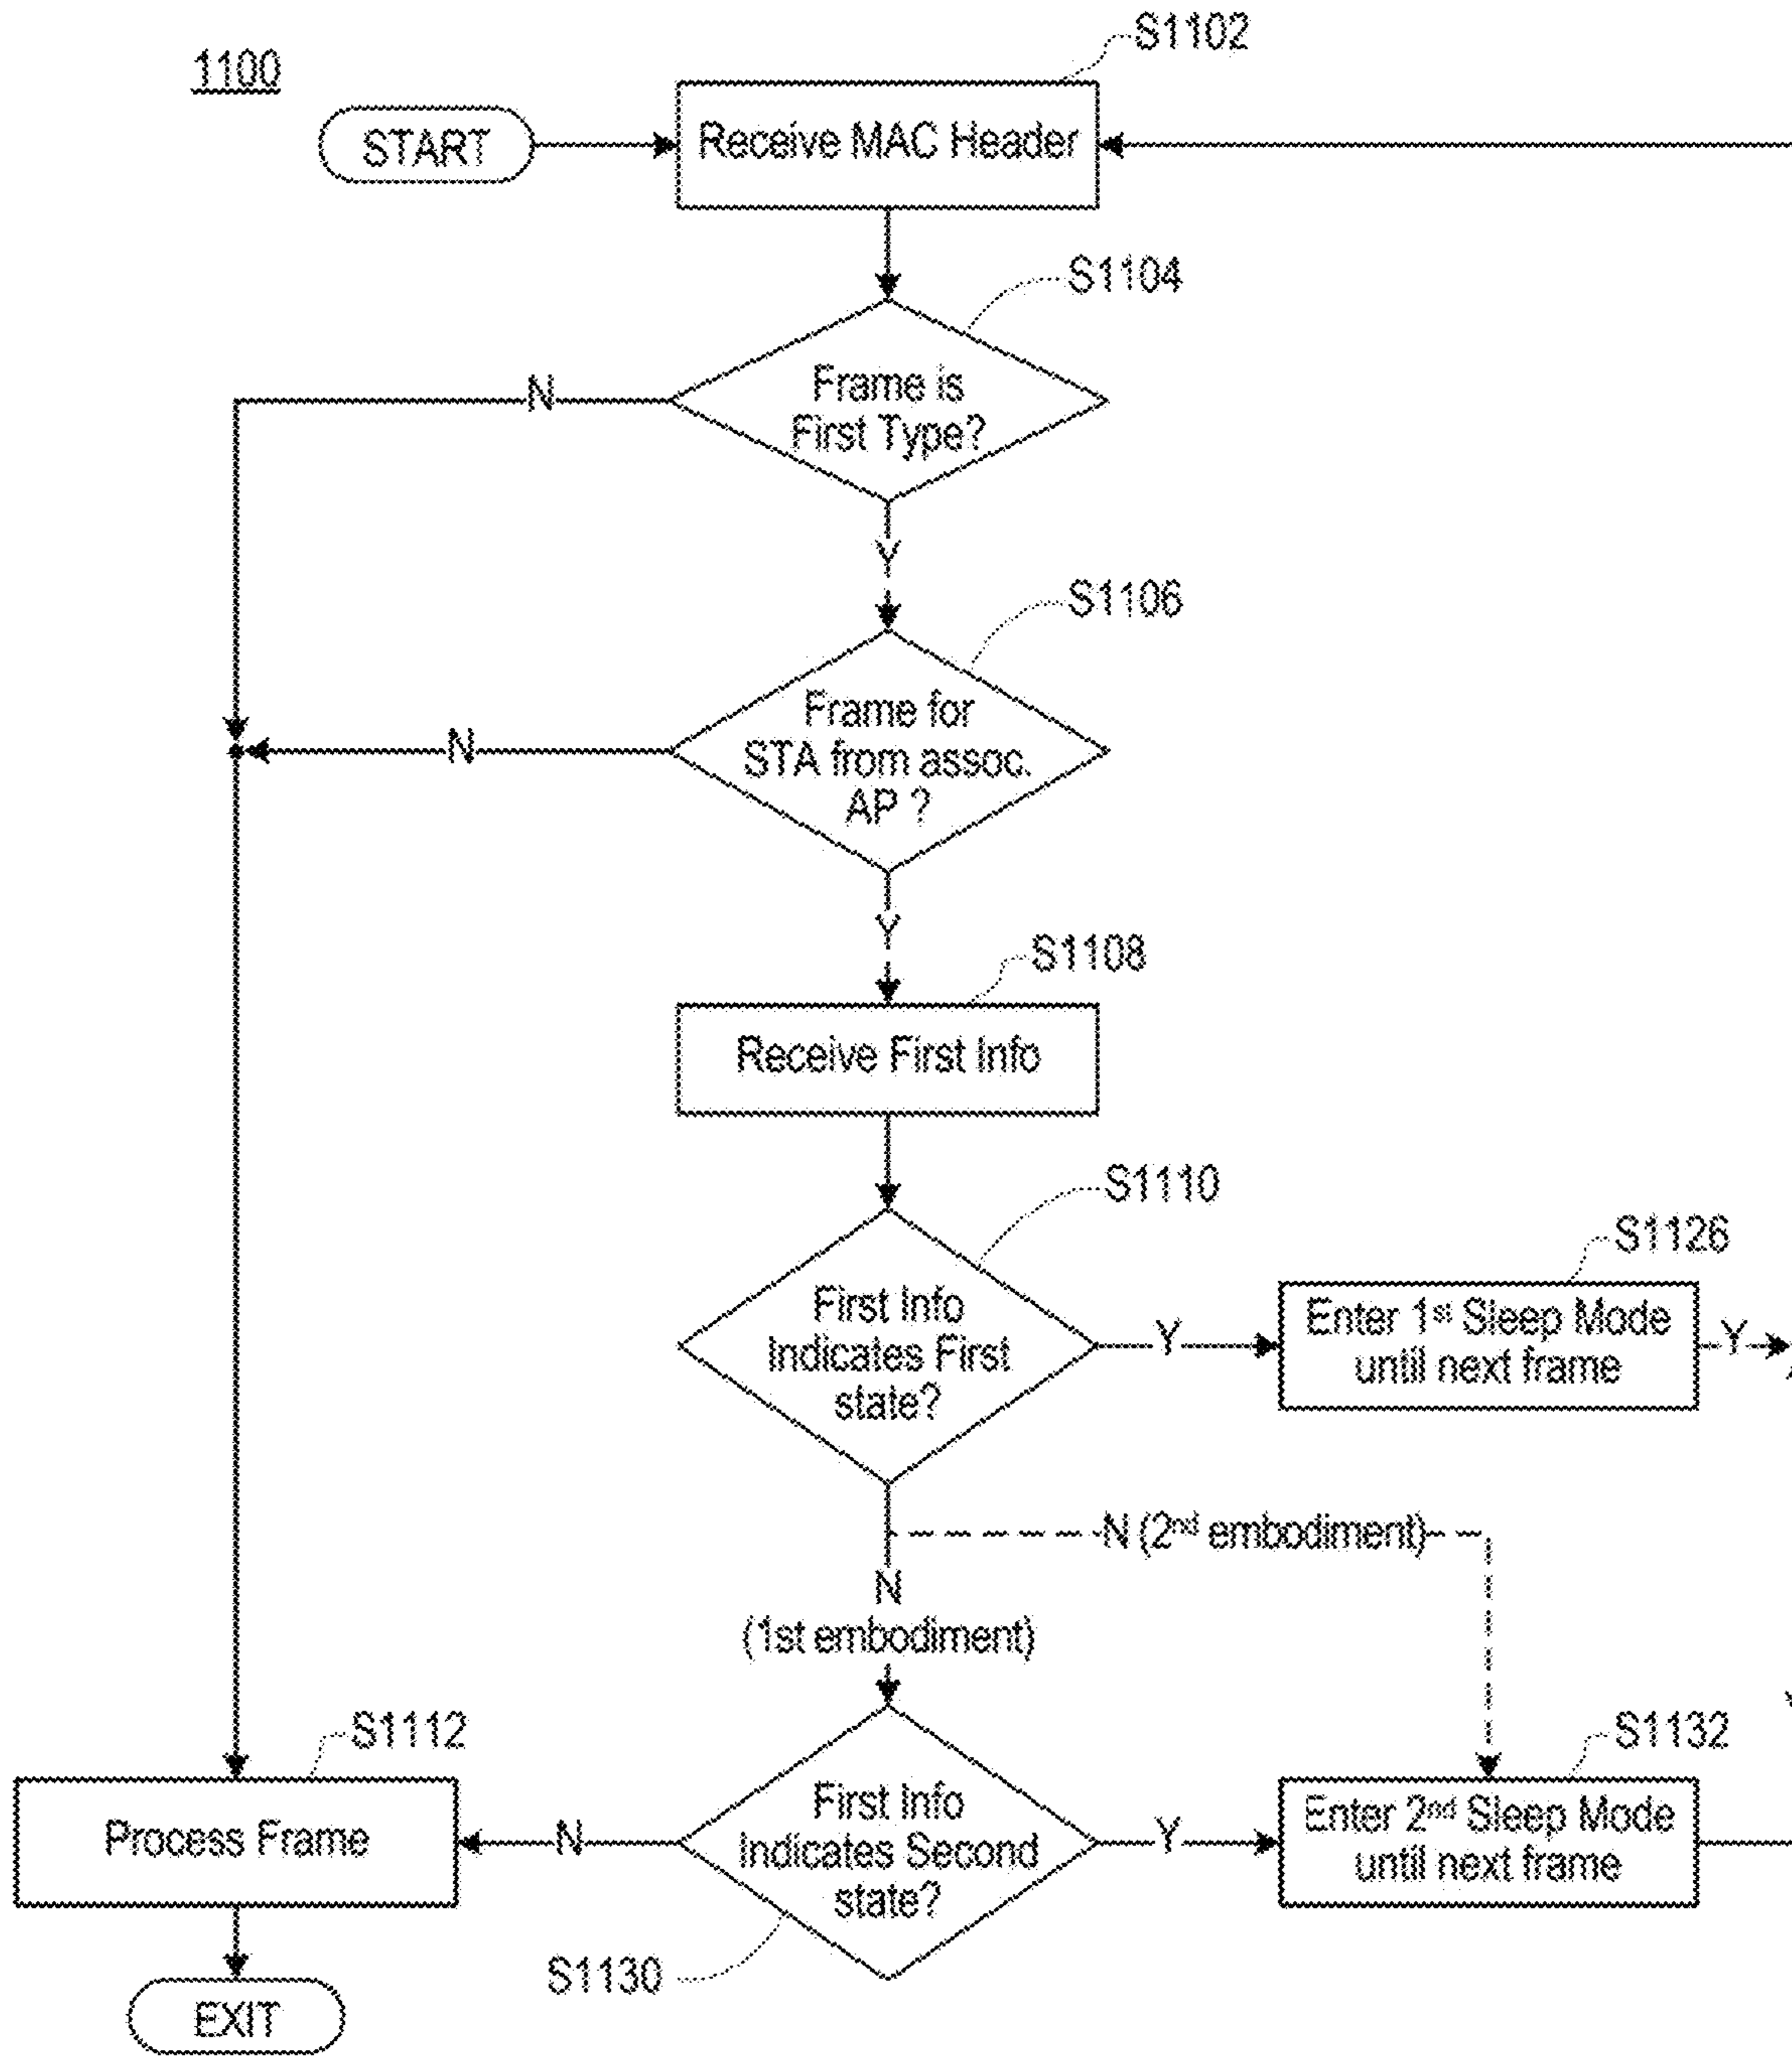 1100
S1102
START
Receive MAC Header
S1104
Frame is
First Type?
N
Y
S1106
Frame for
STA from assoc.
AP ?
N
Y
S1108
Receive First Info
S1110
First Info
Indicates First
state?
Y
S1126
Enter 1st Sleep Mode
until next frame
Y
N (2nd embodiment)
N
(1st embodiment)
S1112
Process Frame
N
First Info
Indicates Second
state?
Y
S1132
Enter 2nd Sleep Mode
until next frame
S1130
EXIT